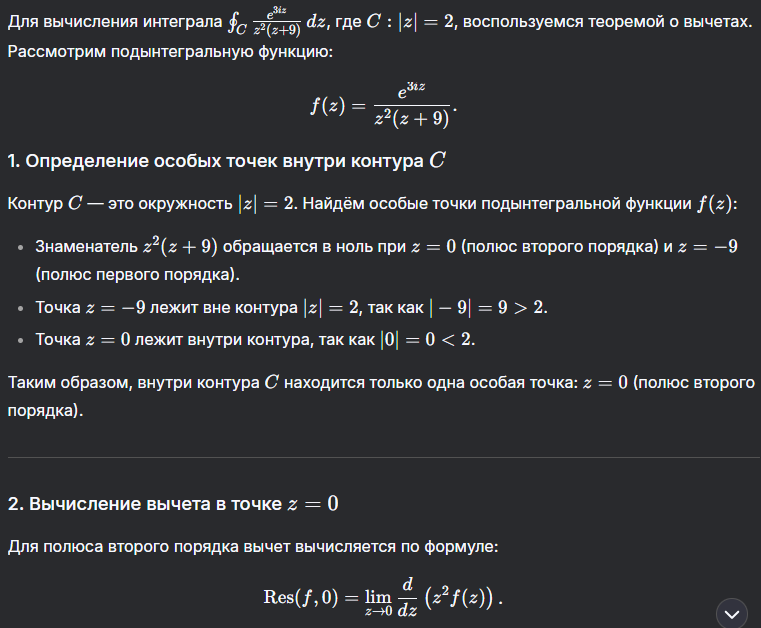 Для вычисления интеграла ∮_C e^{3iz}/(z²(z+9)) dz, где C : |z| = 2, воспользуемся теоремой о вычетах.
Рассмотрим подынтегральную функцию:
f(z) = e^{3iz}/(z²(z + 9)).
1. Определение особых точек внутри контура C
Контур C — это окружность |z| = 2. Найдём особые точки подынтегральной функции f(z):
• Знаменатель z²(z + 9) обращается в ноль при z = 0 (полюс второго порядка) и z = −9
(полюс первого порядка).
• Точка z = −9 лежит вне контура |z| = 2, так как | − 9| = 9 > 2.
• Точка z = 0 лежит внутри контура, так как |0| = 0 < 2.
Таким образом, внутри контура C находится только одна особая точка: z = 0 (полюс второго
порядка).
2. Вычисление вычета в точке z = 0
Для полюса второго порядка вычет вычисляется по формуле:
Res(f, 0) = lim_{z→0} d/dz (z² f(z)).